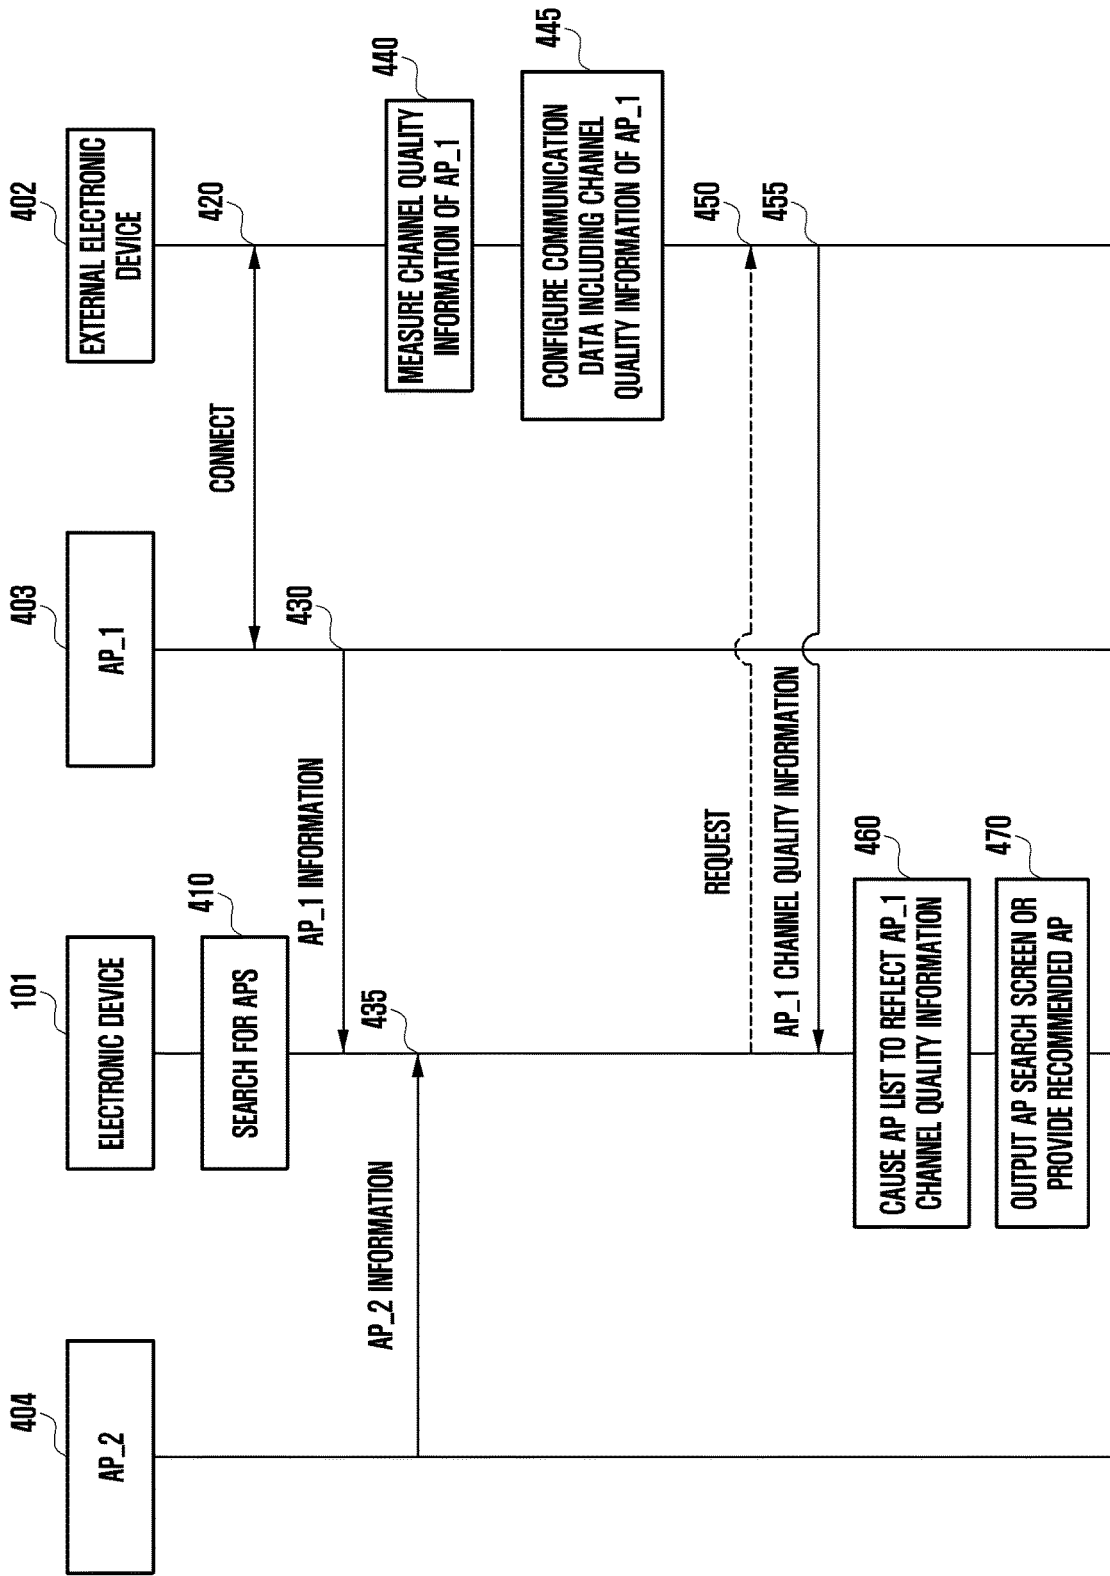 404
AP_2
101
ELECTRONIC DEVICE
403
AP_1
402
EXTERNAL ELECTRONIC
DEVICE
410
SEARCH FOR APS
CONNECT
420
AP_1 INFORMATION
430
AP_2 INFORMATION
435
440
MEASURE CHANNEL QUALITY
INFORMATION OF AP_1
445
CONFIGURE COMMUNICATION
DATA INCLUDING CHANNEL
QUALITY INFORMATION OF AP_1
REQUEST
450
AP_1 CHANNEL QUALITY INFORMATION
455
460
CAUSE AP LIST TO REFLECT AP_1
CHANNEL QUALITY INFORMATION
470
OUTPUT AP SEARCH SCREEN OR
PROVIDE RECOMMENDED AP